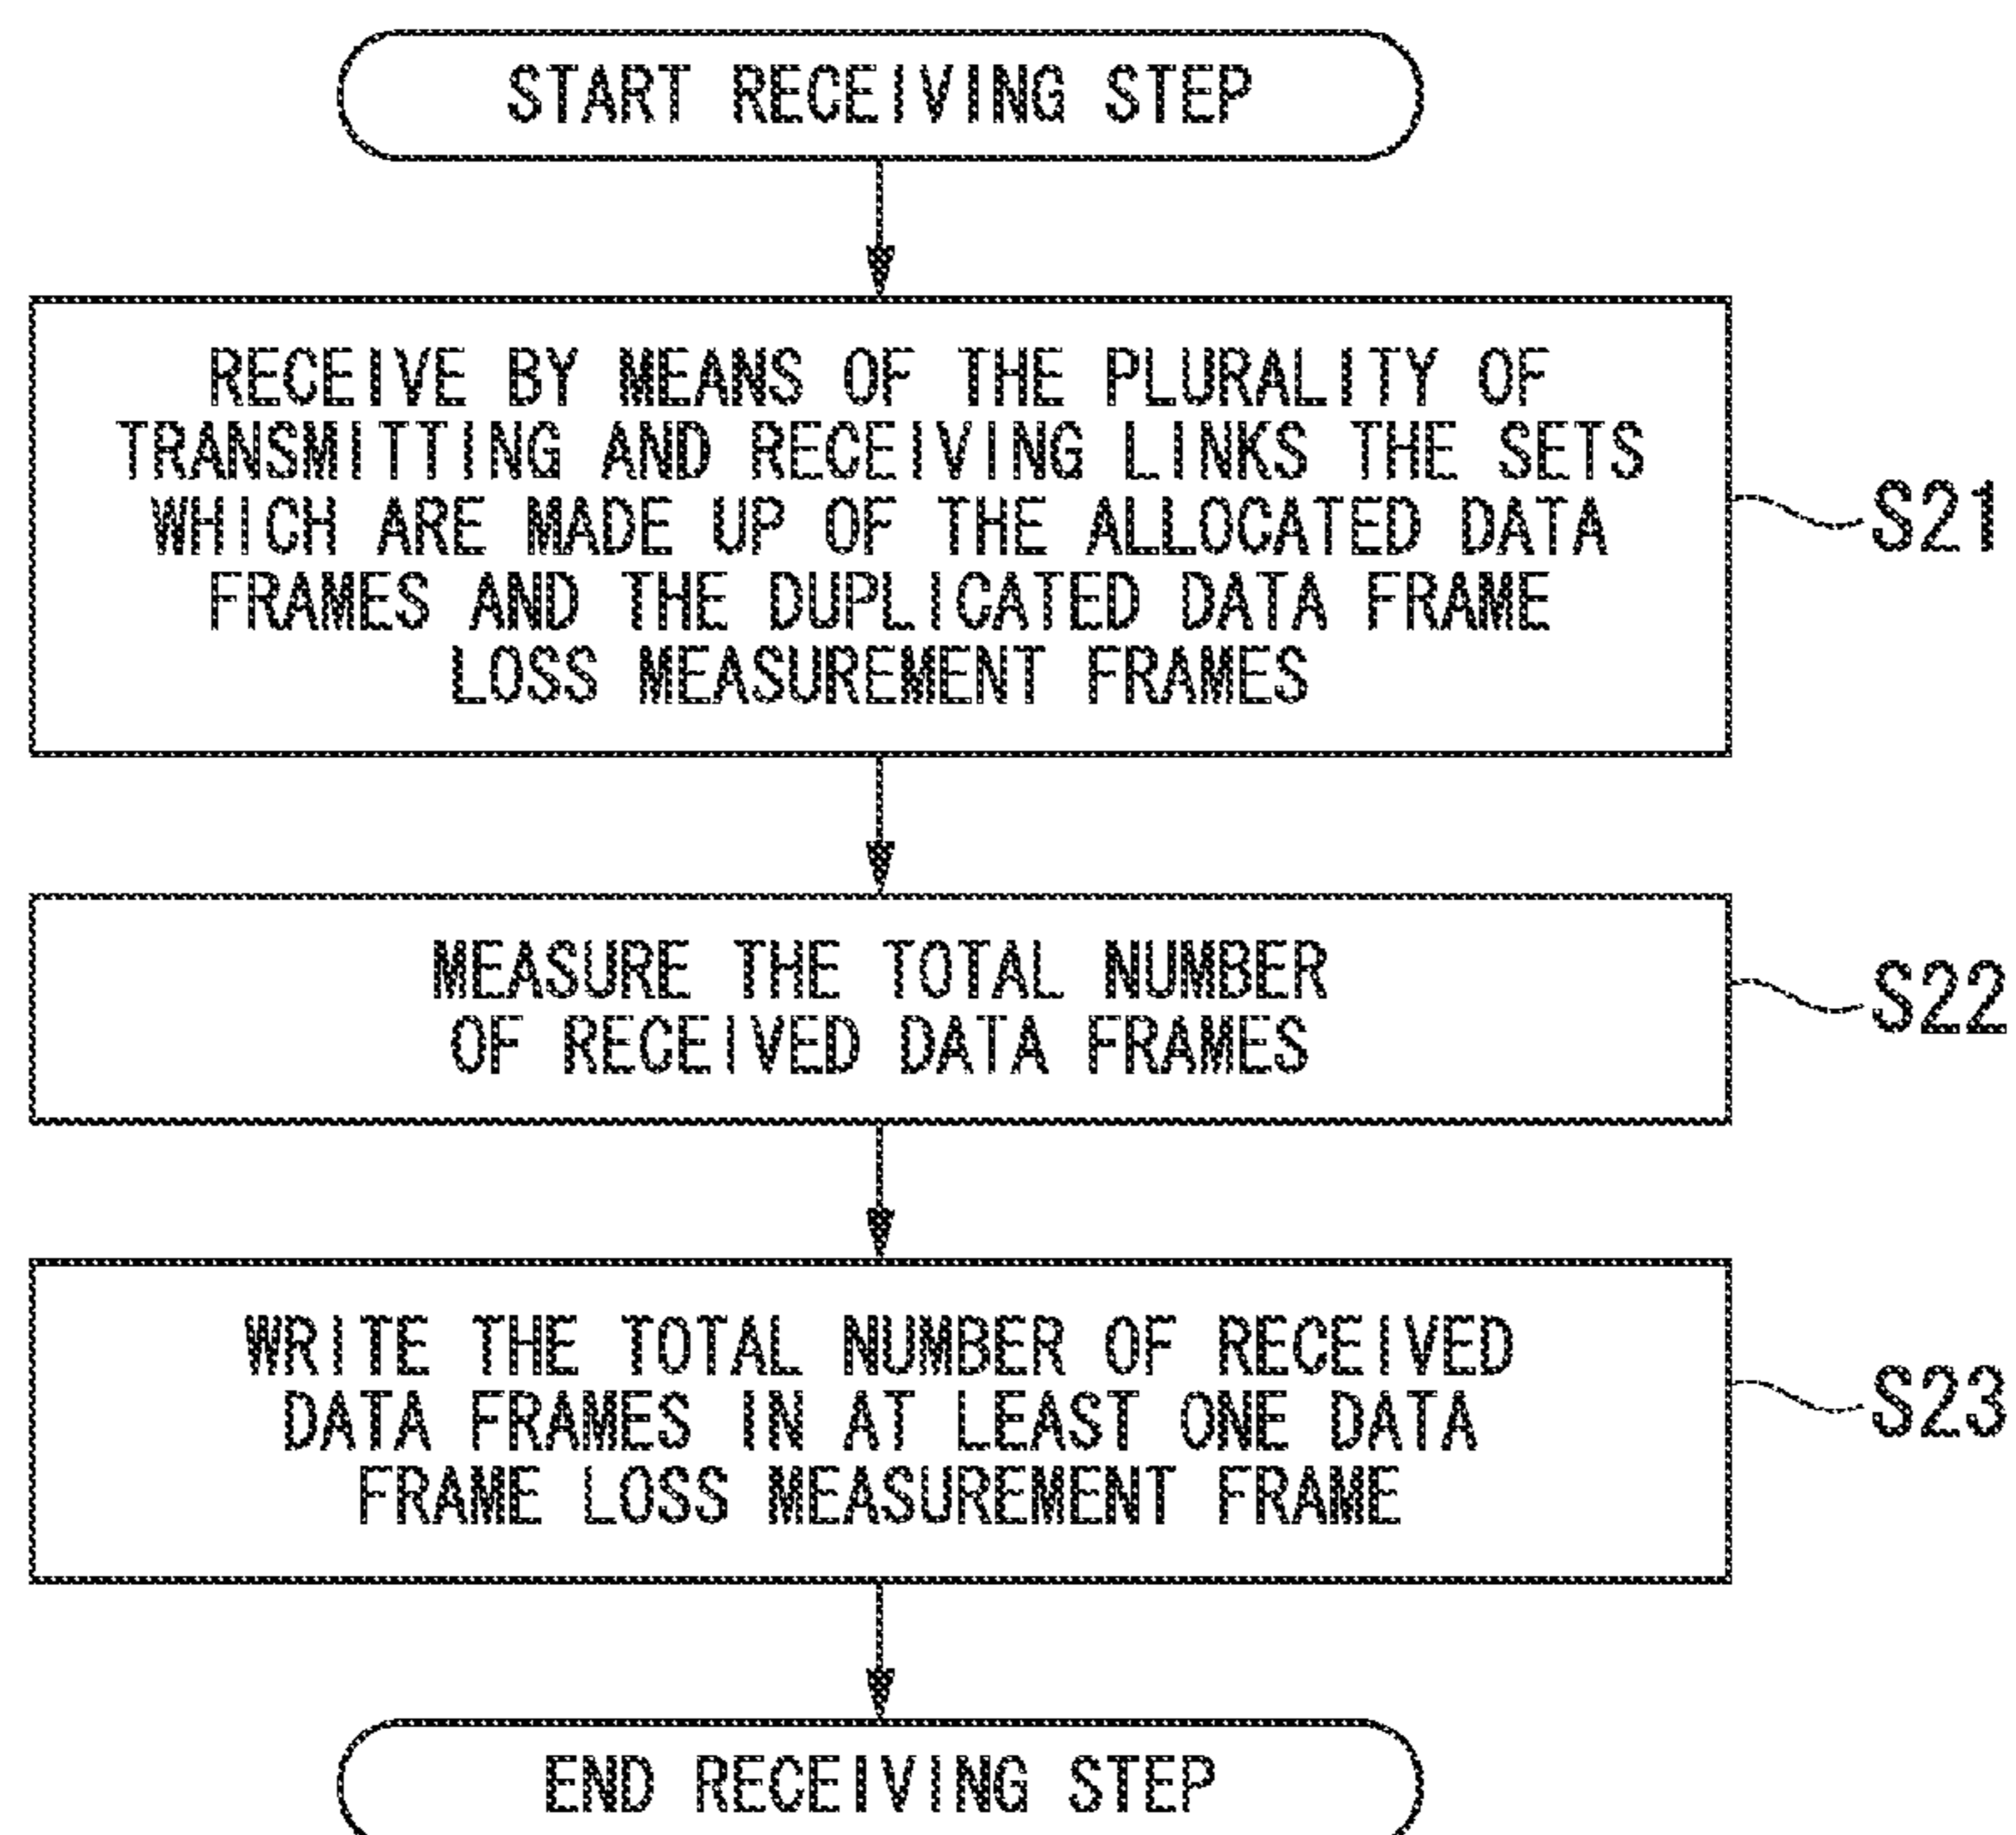 START RECEIVING STEP
RECEIVE BY MEANS OF THE PLURALITY OF
TRANSMITTING AND RECEIVING LINKS THE SETS
WHICH ARE MADE UP OF THE ALLOCATED DATA
FRAMES AND THE DUPLICATED DATA FRAME
LOSS MEASUREMENT FRAMES
S21
MEASURE THE TOTAL NUMBER
OF RECEIVED DATA FRAMES
S22
WRITE THE TOTAL NUMBER OF RECEIVED
DATA FRAMES IN AT LEAST ONE DATA
FRAME LOSS MEASUREMENT FRAME
S23
END RECEIVING STEP